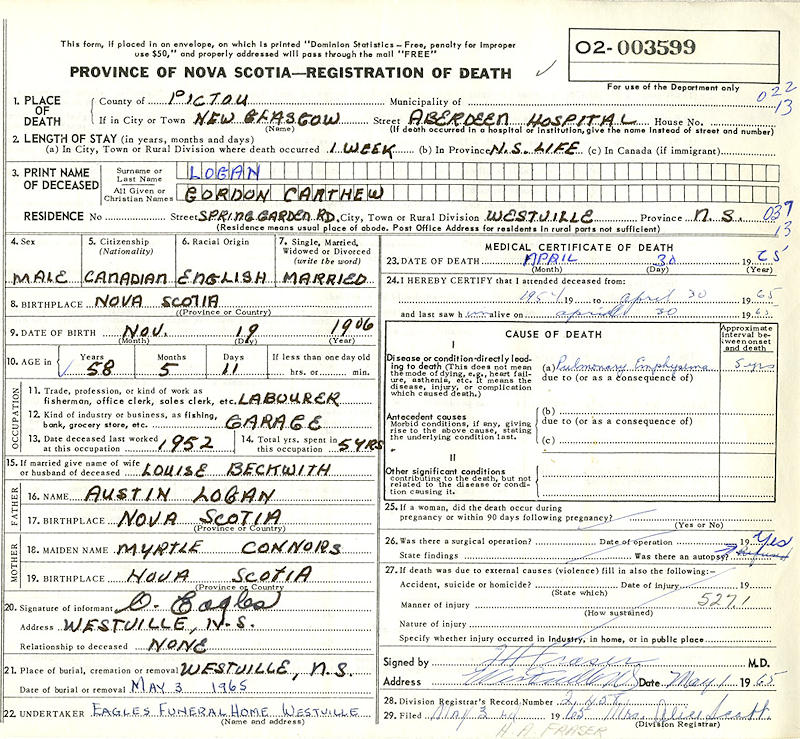 This form, if placed in an envelope, on which is printed "Dominion Statistics – Free, penalty for improper
use $50," and properly addressed will pass through the mail "FREE"
O2-003599
PROVINCE OF NOVA SCOTIA—REGISTRATION OF DEATH
For use of the Department only
022
13
1. PLACE OF DEATH
County of PICTOU Municipality of
If in City or Town NEW GLASGOW Street ABERDEEN HOSPITAL House No.
(Name) (If death occurred in a hospital or institution, give the name instead of street and number)
2. LENGTH OF STAY (in years, months and days)
(a) In City, Town or Rural Division where death occurred 1 WEEK (b) In Province N.S. LIFE (c) In Canada (if immigrant)
3. PRINT NAME OF DECEASED
Surname or Last Name LOGAN
All Given or Christian Names GORDON CARTHEW
RESIDENCE No Street SPRING GARDEN RD. City, Town or Rural Division WESTVILLE Province N.S. 039
13
(Residence means usual place of abode. Post Office Address for residents in rural parts not sufficient)
4. Sex 5. Citizenship (Nationality) 6. Racial Origin 7. Single, Married, Widowed or Divorced (write the word)
MALE CANADIAN ENGLISH MARRIED
8. BIRTHPLACE NOVA SCOTIA
(Province or Country)
9. DATE OF BIRTH NOV. 19 1906
(Month) (Day) (Year)
10. AGE in Years Months Days If less than one day old
58 5 11 hrs. or min.
OCCUPATION
11. Trade, profession, or kind of work as
fisherman, office clerk, sales clerk, etc. LABOURER
12. Kind of industry or business, as fishing,
bank, grocery store, etc. GARAGE
13. Date deceased last worked at this occupation 1952 14. Total yrs. spent in this occupation 5 YRS
15. If married give name of wife
or husband of deceased LOUISE BECKWITH
FATHER
16. NAME AUSTIN LOGAN
17. BIRTHPLACE NOVA SCOTIA
(Province or Country)
MOTHER
18. MAIDEN NAME MYRTLE CONNORS
19. BIRTHPLACE NOVA SCOTIA
(Province or Country)
20. Signature of informant O. Eagles
Address WESTVILLE, N.S.
Relationship to deceased NONE
21. Place of burial, cremation or removal WESTVILLE, N.S.
Date of burial or removal MAY 3 1965
22. UNDERTAKER EAGLES FUNERAL HOME WESTVILLE
(Name and address)
MEDICAL CERTIFICATE OF DEATH
23. DATE OF DEATH APRIL 30 1965
(Month) (Day) (Year)
24. I HEREBY CERTIFY that I attended deceased from:
1954 19 to april 30 1965
and last saw h im alive on april 30 1965
CAUSE OF DEATH
Approximate interval between onset and death
I
Disease or condition directly leading
to death (This does not mean
the mode of dying, e.g., heart failure,
asthenia, etc. It means the
disease, injury, or complication
which caused death.)
(a) Pulmonary Emphysema 5 yrs
due to (or as a consequence of)
Antecedent causes
Morbid conditions, if any, giving
rise to the above cause, stating
the underlying condition last.
(b)
due to (or as a consequence of)
(c)
II
Other significant conditions
contributing to the death, but not
related to the disease or condition
causing it.
25. If a woman, did the death occur during
pregnancy or within 90 days following pregnancy?
(Yes or No)
26. Was there a surgical operation? Date of operation 19 Yes
State findings Was there an autopsy?
27. If death was due to external causes (violence) fill in also the following:—
Accident, suicide or homicide? Date of injury 19
(State which)
Manner of injury 527.1
(How sustained)
Nature of injury
Specify whether injury occurred in Industry, in home, or in public place
Signed by H Fraser M.D.
Address Westville NS Date May 1 1965
28. Division Registrar's Record Number
29. Filed May 3 1965 Mrs. Alice Scott
(Division Registrar)
H A. FRASER